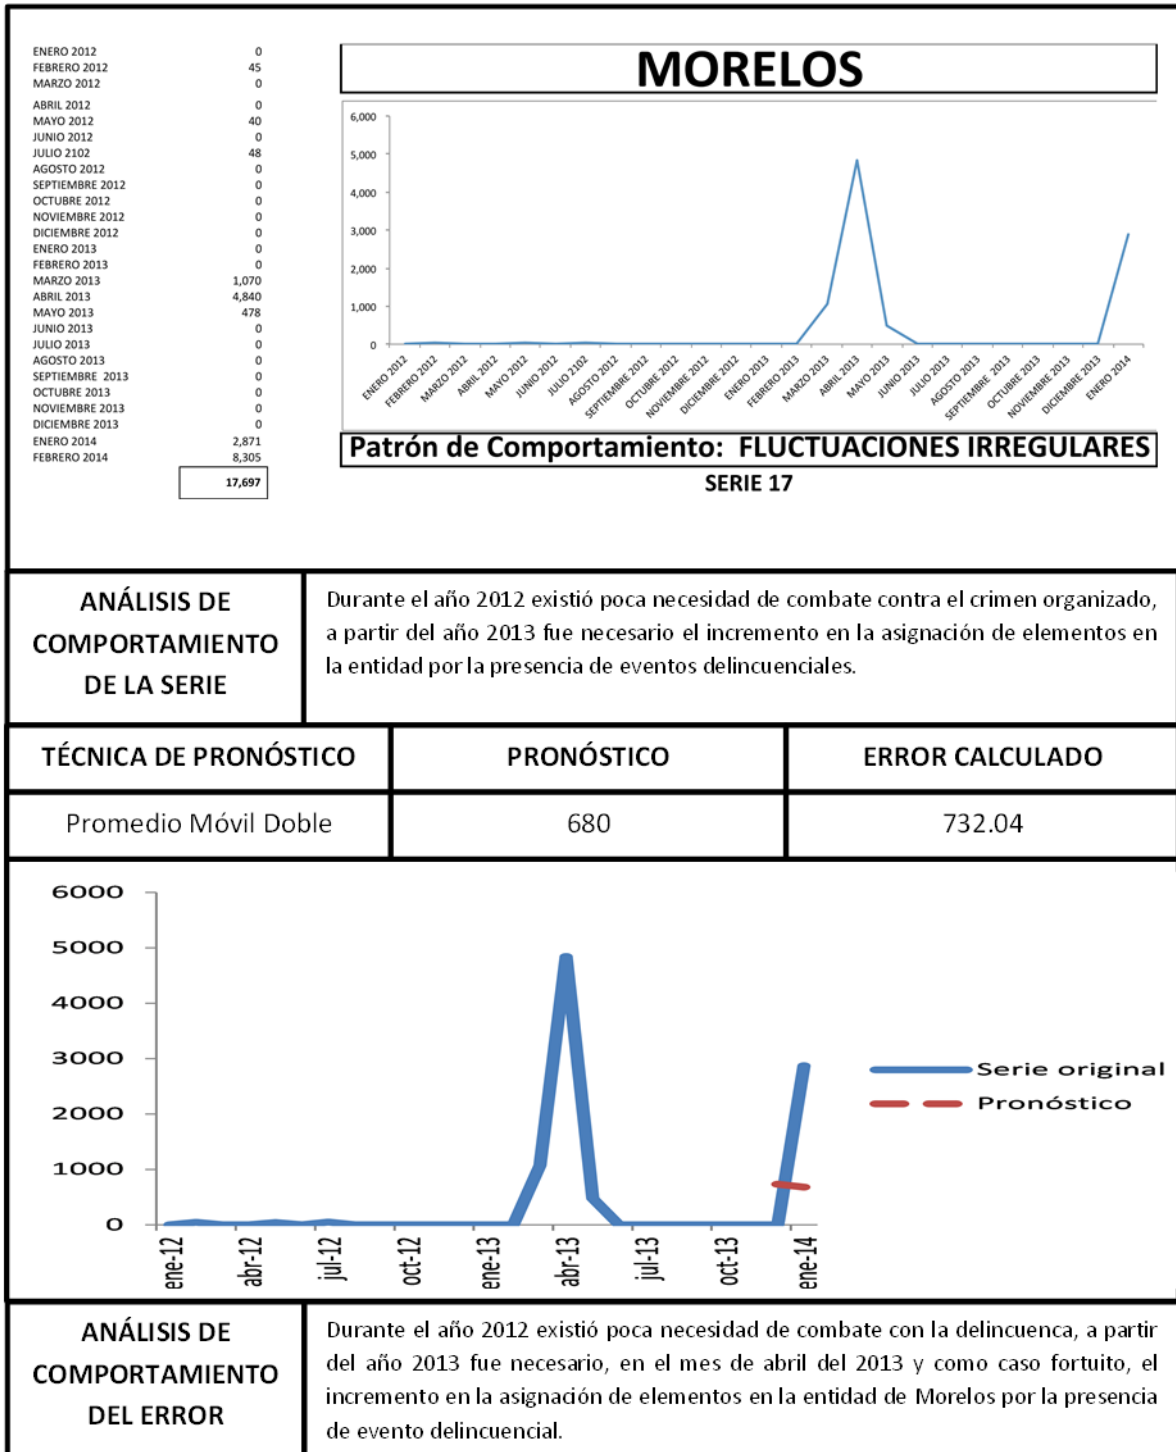 ENERO 2012 0
FEBRERO 2012 45
MARZO 2012 0
ABRIL 2012 0
MAYO 2012 40
JUNIO 2012 0
JULIO 2102 48
AGOSTO 2012 0
SEPTIEMBRE 2012 0
OCTUBRE 2012 0
NOVIEMBRE 2012 0
DICIEMBRE 2012 0
ENERO 2013 0
FEBRERO 2013 0
MARZO 2013 1,070
ABRIL 2013 4,840
MAYO 2013 478
JUNIO 2013 0
JULIO 2013 0
AGOSTO 2013 0
SEPTIEMBRE 2013 0
OCTUBRE 2013 0
NOVIEMBRE 2013 0
DICIEMBRE 2013 0
ENERO 2014 2,871
FEBRERO 2014 8,305
17,697
MORELOS
6,000
5,000
4,000
3,000
2,000
1,000
0
ENERO 2012
FEBRERO 2012
MARZO 2012
ABRIL 2012
MAYO 2012
JUNIO 2012
JULIO 2102
AGOSTO 2012
SEPTIEMBRE 2012
OCTUBRE 2012
NOVIEMBRE 2012
DICIEMBRE 2012
ENERO 2013
FEBRERO 2013
MARZO 2013
ABRIL 2013
MAYO 2013
JUNIO 2013
JULIO 2013
AGOSTO 2013
SEPTIEMBRE 2013
OCTUBRE 2013
NOVIEMBRE 2013
DICIEMBRE 2013
ENERO 2014
Patrón de Comportamiento: FLUCTUACIONES IRREGULARES
SERIE 17
ANÁLISIS DE
COMPORTAMIENTO
DE LA SERIE
Durante el año 2012 existió poca necesidad de combate contra el crimen organizado,
a partir del año 2013 fue necesario el incremento en la asignación de elementos en
la entidad por la presencia de eventos delincuenciales.
TÉCNICA DE PRONÓSTICO
PRONÓSTICO
ERROR CALCULADO
Promedio Móvil Doble
680
732.04
6000
5000
4000
3000
2000
1000
0
ene-12
abr-12
jul-12
oct-12
ene-13
abr-13
jul-13
oct-13
ene-14
Serie original
Pronóstico
ANÁLISIS DE
COMPORTAMIENTO
DEL ERROR
Durante el año 2012 existió poca necesidad de combate con la delincuenca, a partir
del año 2013 fue necesario, en el mes de abril del 2013 y como caso fortuito, el
incremento en la asignación de elementos en la entidad de Morelos por la presencia
de evento delincuencial.